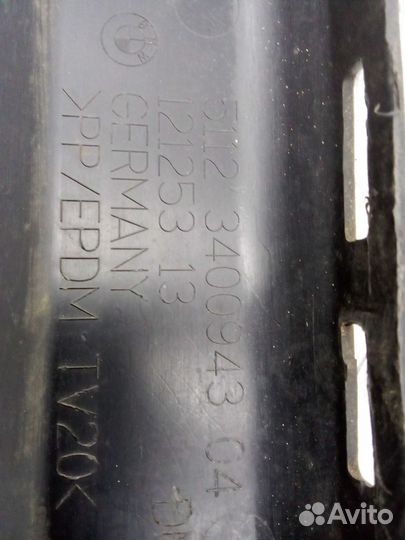 5112 3400943 04
121253 13
GERMANY
>PP/EPDM-TV20<
Avito